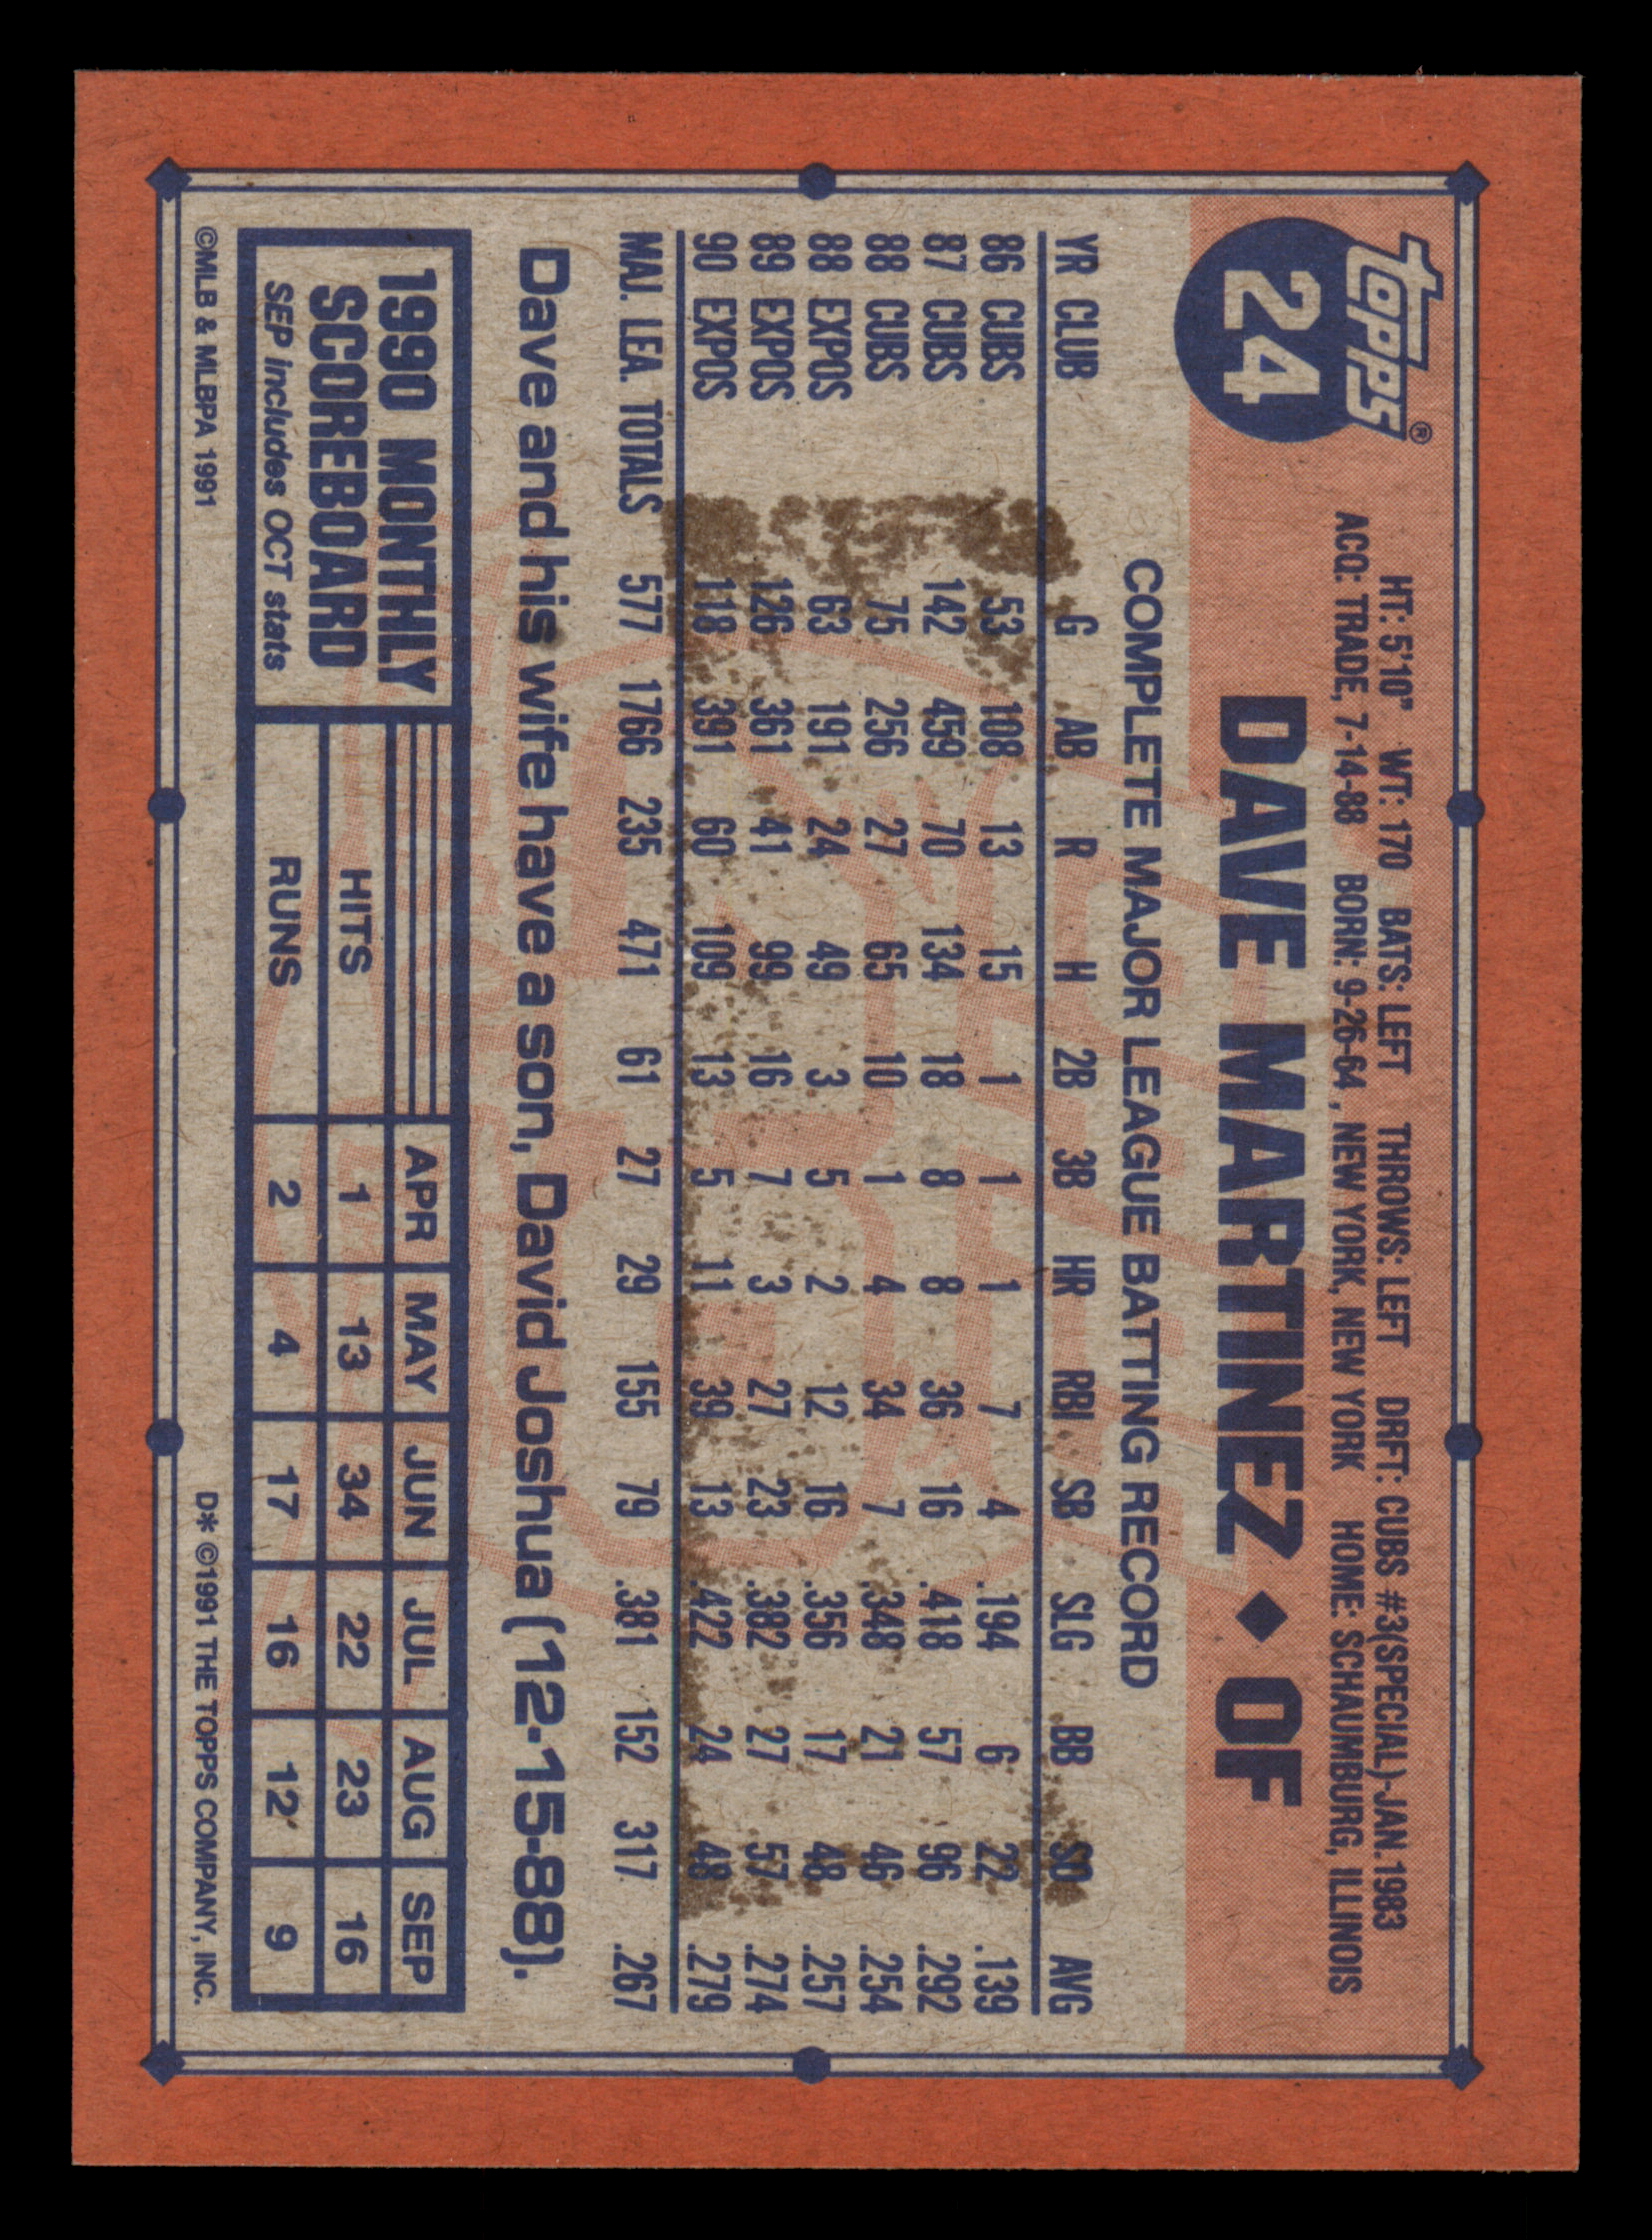 topps®
24
HT: 5'10" WT: 170 BATS: LEFT THROWS: LEFT DRFT: CUBS #3(SPECIAL)-JAN.1983
ACQ: TRADE, 7-14-88 BORN: 9-26-64, NEW YORK, NEW YORK HOME: SCHAUMBURG, ILLINOIS
DAVE MARTINEZ ◆ OF
COMPLETE MAJOR LEAGUE BATTING RECORD
YR CLUB G AB R H 2B 3B HR RBI SB SLG BB SO AVG
86 CUBS 53 108 13 15 1 1 1 7 4 .194 6 22 .139
87 CUBS 142 459 70 134 18 8 8 36 16 .418 57 96 .292
88 CUBS 75 256 27 65 10 1 4 34 7 .348 21 46 .254
88 EXPOS 63 191 24 49 3 5 2 12 16 .356 17 48 .257
89 EXPOS 126 361 41 99 16 7 3 27 23 .382 27 57 .274
90 EXPOS 118 391 60 109 13 5 11 39 13 .422 24 48 .279
MAJ. LEA. TOTALS 577 1766 235 471 61 27 29 155 79 .381 152 317 .267
Dave and his wife have a son, David Joshua (12-15-88).
1990 MONTHLY
SCOREBOARD
SEP includes OCT stats
APR MAY JUN JUL AUG SEP
HITS 1 13 34 22 23 16
RUNS 2 4 17 16 12 9
©MLB & MLBPA 1991
D* ©1991 THE TOPPS COMPANY, INC.